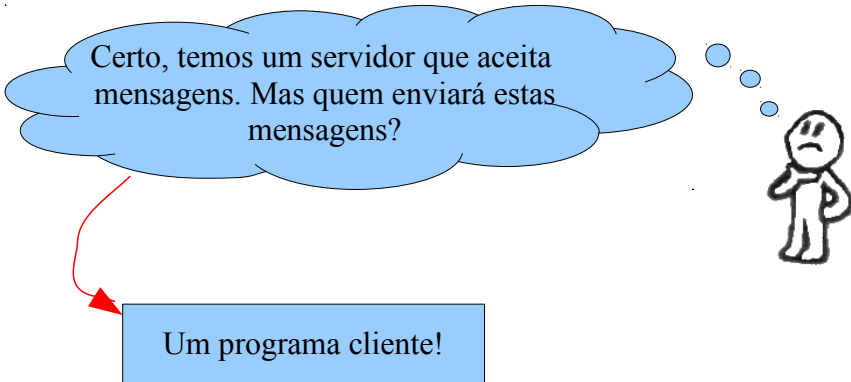 Certo, temos um servidor que aceita
mensagens. Mas quem enviará estas
mensagens?
Um programa cliente!